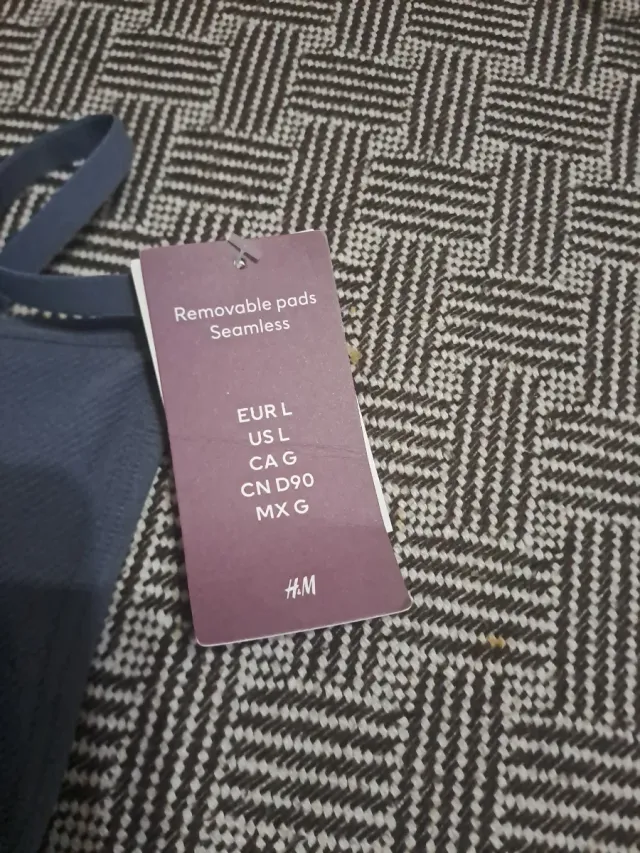 Removable pads
Seamless
EUR L
US L
CA G
CN D90
MX G
H&M